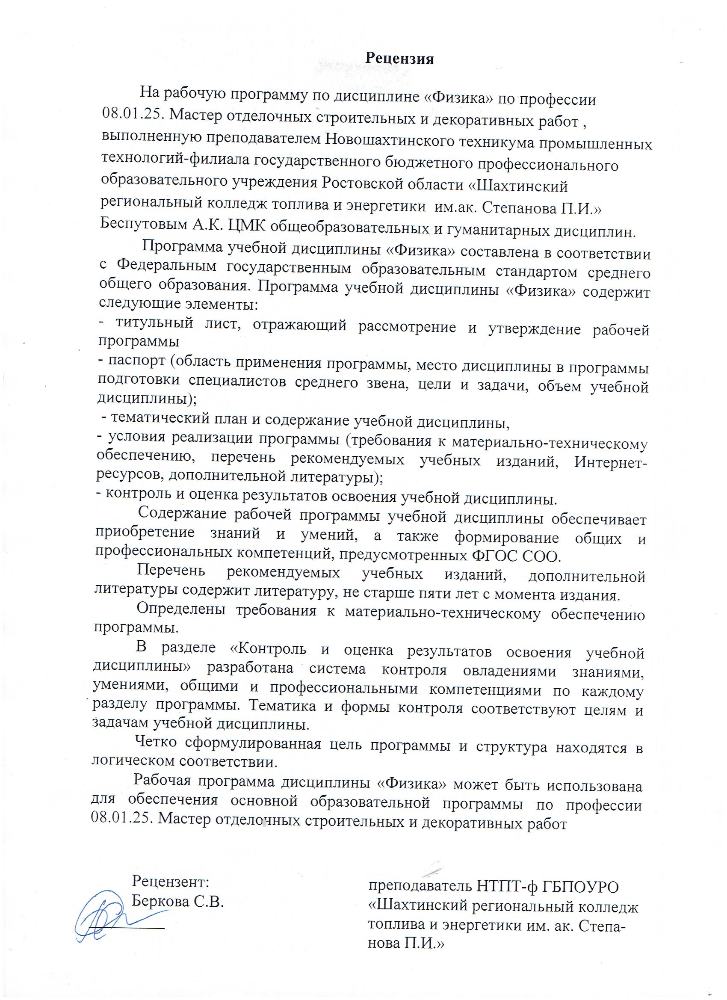 Рецензия
На рабочую программу по дисциплине «Физика» по профессии
08.01.25. Мастер отделочных строительных и декоративных работ ,
выполненную преподавателем Новошахтинского техникума промышленных
технологий-филиала государственного бюджетного профессионального
образовательного учреждения Ростовской области «Шахтинский
региональный колледж топлива и энергетики  им.ак. Степанова П.И.»
Беспутовым А.К. ЦМК общеобразовательных и гуманитарных дисциплин.
Программа учебной дисциплины «Физика» составлена в соответствии
с Федеральным государственным образовательным стандартом среднего
общего образования. Программа учебной дисциплины «Физика» содержит
следующие элементы:
- титульный лист, отражающий рассмотрение и утверждение рабочей
программы
- паспорт (область применения программы, место дисциплины в программы
подготовки специалистов среднего звена, цели и задачи, объем учебной
дисциплины);
- тематический план и содержание учебной дисциплины,
- условия реализации программы (требования к материально-техническому
обеспечению, перечень рекомендуемых учебных изданий, Интернет-
ресурсов, дополнительной литературы);
- контроль и оценка результатов освоения учебной дисциплины.
Содержание рабочей программы учебной дисциплины обеспечивает
приобретение знаний и умений, а также формирование общих и
профессиональных компетенций, предусмотренных ФГОС СОО.
Перечень рекомендуемых учебных изданий, дополнительной
литературы содержит литературу, не старше пяти лет с момента издания.
Определены требования к материально-техническому обеспечению
программы.
В разделе «Контроль и оценка результатов освоения учебной
дисциплины» разработана система контроля овладениями знаниями,
умениями, общими и профессиональными компетенциями по каждому
разделу программы. Тематика и формы контроля соответствуют целям и
задачам учебной дисциплины.
Четко сформулированная цель программы и структура находятся в
логическом соответствии.
Рабочая программа дисциплины «Физика» может быть использована
для обеспечения основной образовательной программы по профессии
08.01.25. Мастер отделочных строительных и декоративных работ
Рецензент:
Беркова С.В.
преподаватель НТПТ-ф ГБПОУРО
«Шахтинский региональный колледж
топлива и энергетики им. ак. Степа-
нова П.И.»